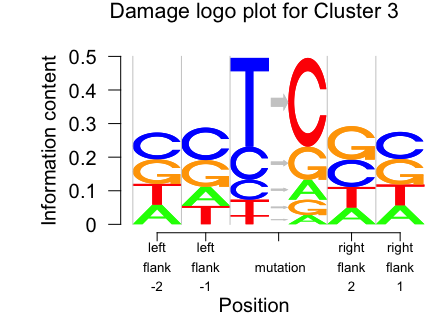 Damage logo plot for Cluster 3
Information content
0.5
0.4
0.3
0.2
0.1
0
C G T A
C G A T
T C C T T
C G A G A
G C T A
C G T A
left flank -2
left flank -1
mutation
right flank 2
right flank 1
Position